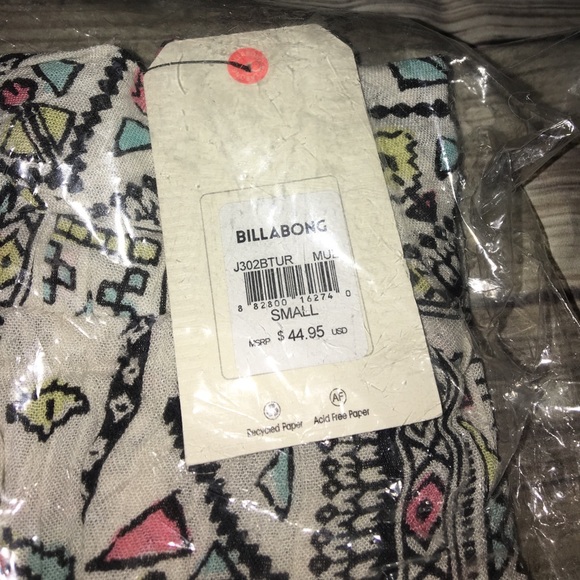 BILLABONG
J302BTUR MUL
8 82800 16274 0
SMALL
MSRP $ 44.95 USD
AF
Recycled Paper Acid Free Paper